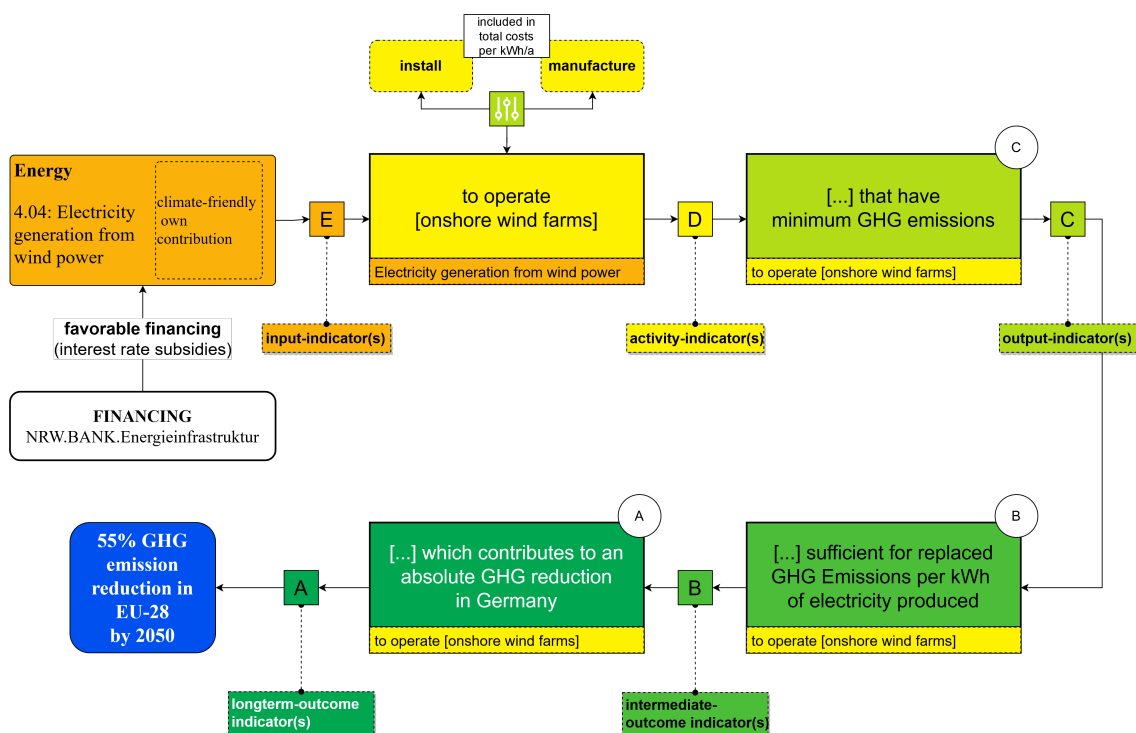 included in
total costs
per kWh/a
install
manufacture
C
Energy
4.04: Electricity
generation from
wind power
climate-friendly
own
contribution
E
to operate
[onshore wind farms]
Electricity generation from wind power
D
[...] that have
minimum GHG emissions
to operate [onshore wind farms]
C
input-indicator(s)
activity-indicator(s)
output-indicator(s)
favorable financing
(interest rate subsidies)
FINANCING
NRW.BANK.Energieinfrastruktur
55% GHG
emission
reduction in
EU-28
by 2050
A
A
[...] which contributes to an
absolute GHG reduction
in Germany
to operate [onshore wind farms]
B
B
[...] sufficient for replaced
GHG Emissions per kWh
of electricity produced
to operate [onshore wind farms]
longterm-outcome
indicator(s)
intermediate-
outcome indicator(s)